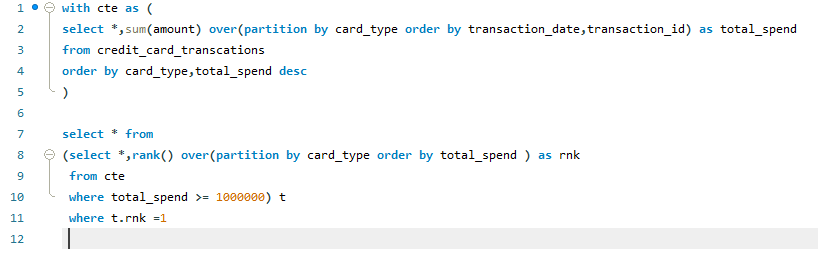 1 with cte as (
2 select *,sum(amount) over(partition by card_type order by transaction_date,transaction_id) as total_spend
3 from credit_card_transcations
4 order by card_type,total_spend desc
5 )
6
7 select * from
8 (select *,rank() over(partition by card_type order by total_spend ) as rnk
9 from cte
10 where total_spend >= 1000000) t
11 where t.rnk =1
12